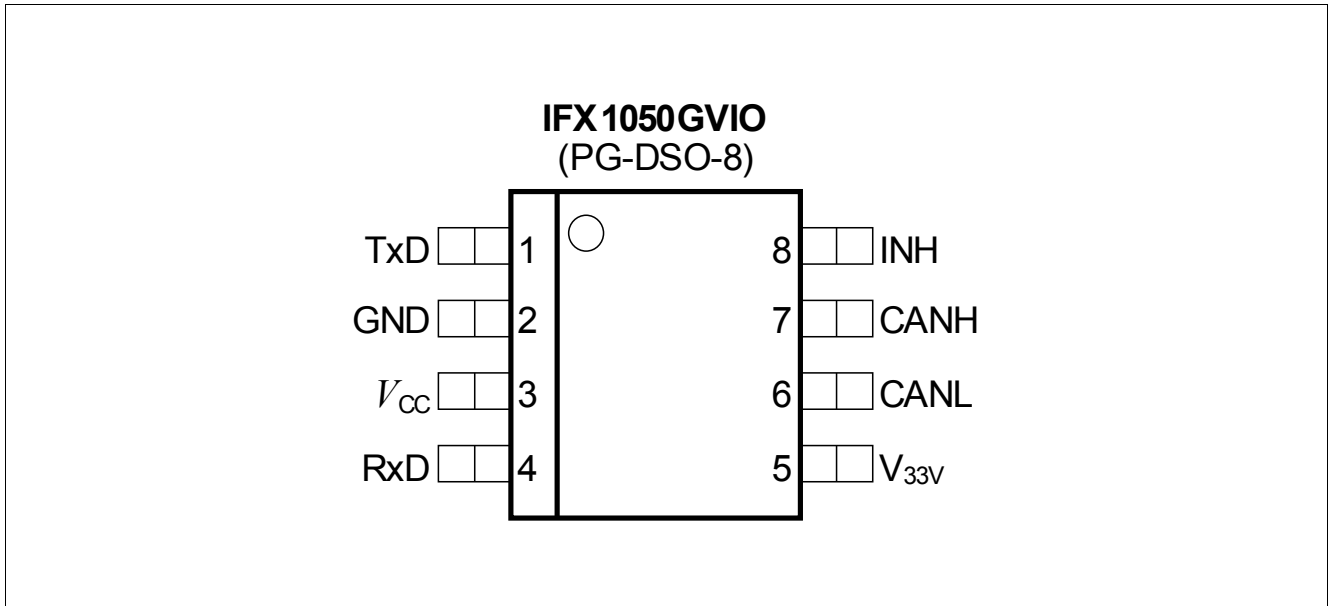 IFX1050GVIO
(PG-DSO-8)
TxD 1 8 INH
GND 2 7 CANH
VCC 3 6 CANL
RxD 4 5 V33V